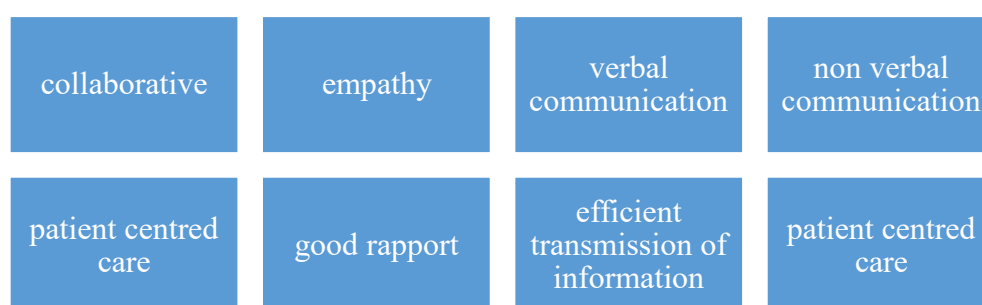 collaborative
empathy
verbal
communication
non verbal
communication
patient centred
care
good rapport
efficient
transmission of
information
patient centred
care